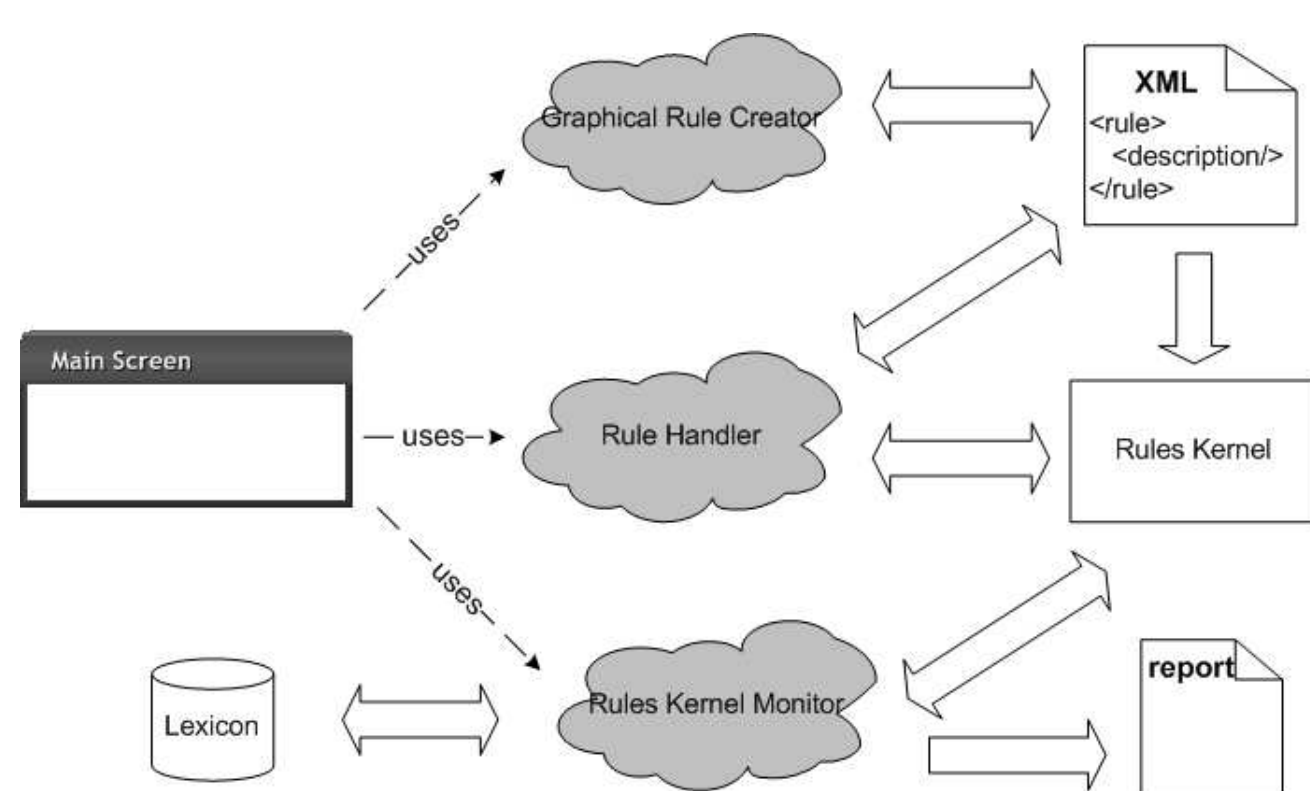 Graphical Rule Creator
XML
<rule>
<description/>
</rule>
uses
Main Screen
uses
Rule Handler
Rules Kernel
uses
Lexicon
Rules Kernel Monitor
report